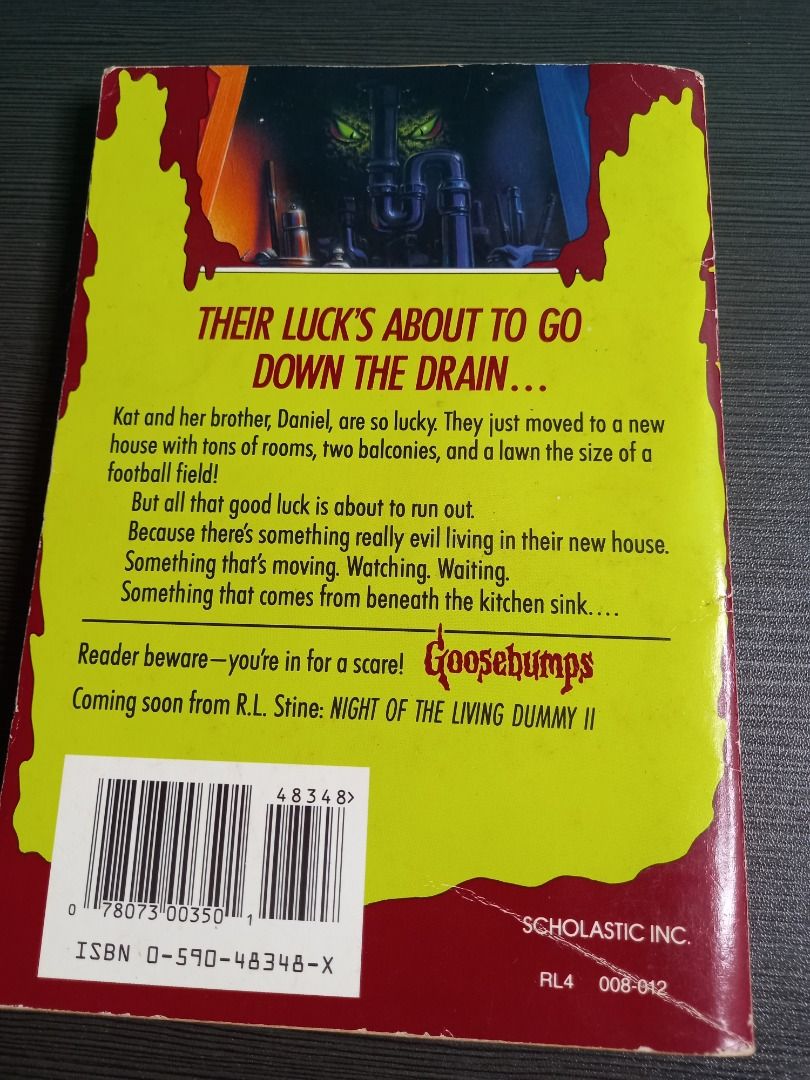 THEIR LUCK'S ABOUT TO GO
DOWN THE DRAIN...
Kat and her brother, Daniel, are so lucky. They just moved to a new
house with tons of rooms, two balconies, and a lawn the size of a
football field!
But all that good luck is about to run out.
Because there's something really evil living in their new house.
Something that's moving. Watching. Waiting.
Something that comes from beneath the kitchen sink....
Reader beware—you're in for a scare! Goosebumps
Coming soon from R.L. Stine: NIGHT OF THE LIVING DUMMY II
48348>
0 78073 00350 1
ISBN 0-590-48348-X
SCHOLASTIC INC.
RL4 008-012